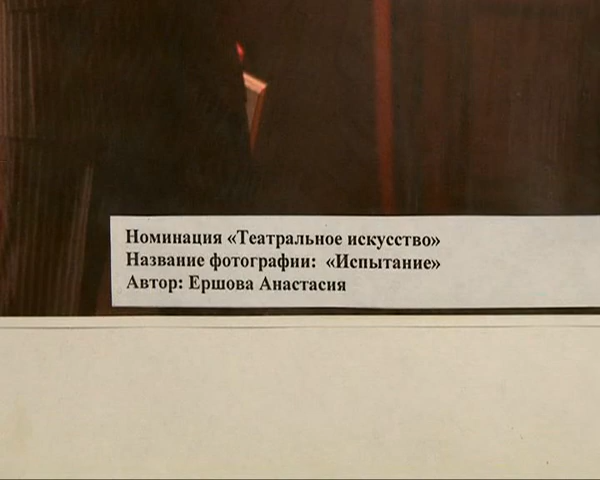 Номинация «Театральное искусство»
Название фотографии: «Испытание»
Автор: Ершова Анастасия